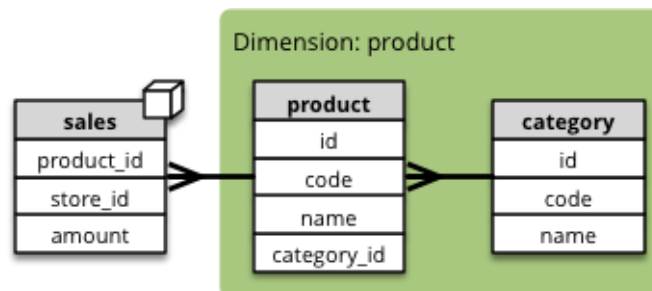 Dimension: product
sales
product_id
store_id
amount
product
id
code
name
category_id
category
id
code
name